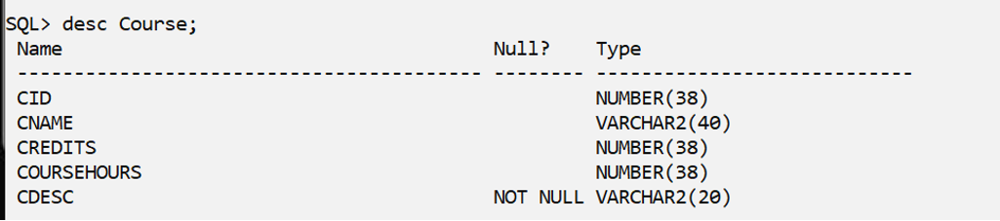 SQL> desc Course;
Name Null? Type
----------------------------------------- -------- ----------------------------
CID NUMBER(38)
CNAME VARCHAR2(40)
CREDITS NUMBER(38)
COURSEHOURS NUMBER(38)
CDESC NOT NULL VARCHAR2(20)